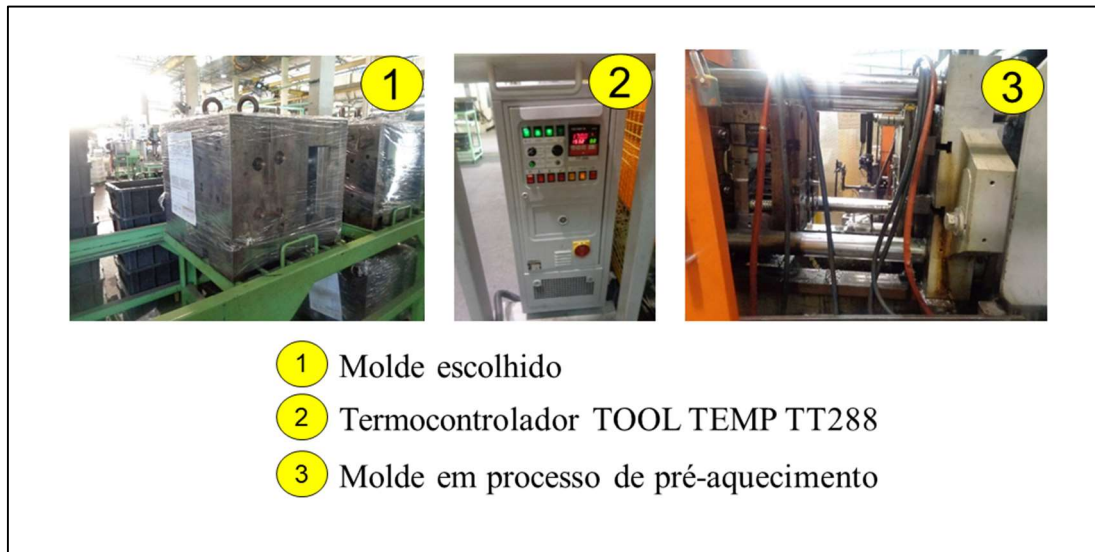 1
2
3
1 Molde escolhido
2 Termocontrolador TOOL TEMP TT288
3 Molde em processo de pré-aquecimento